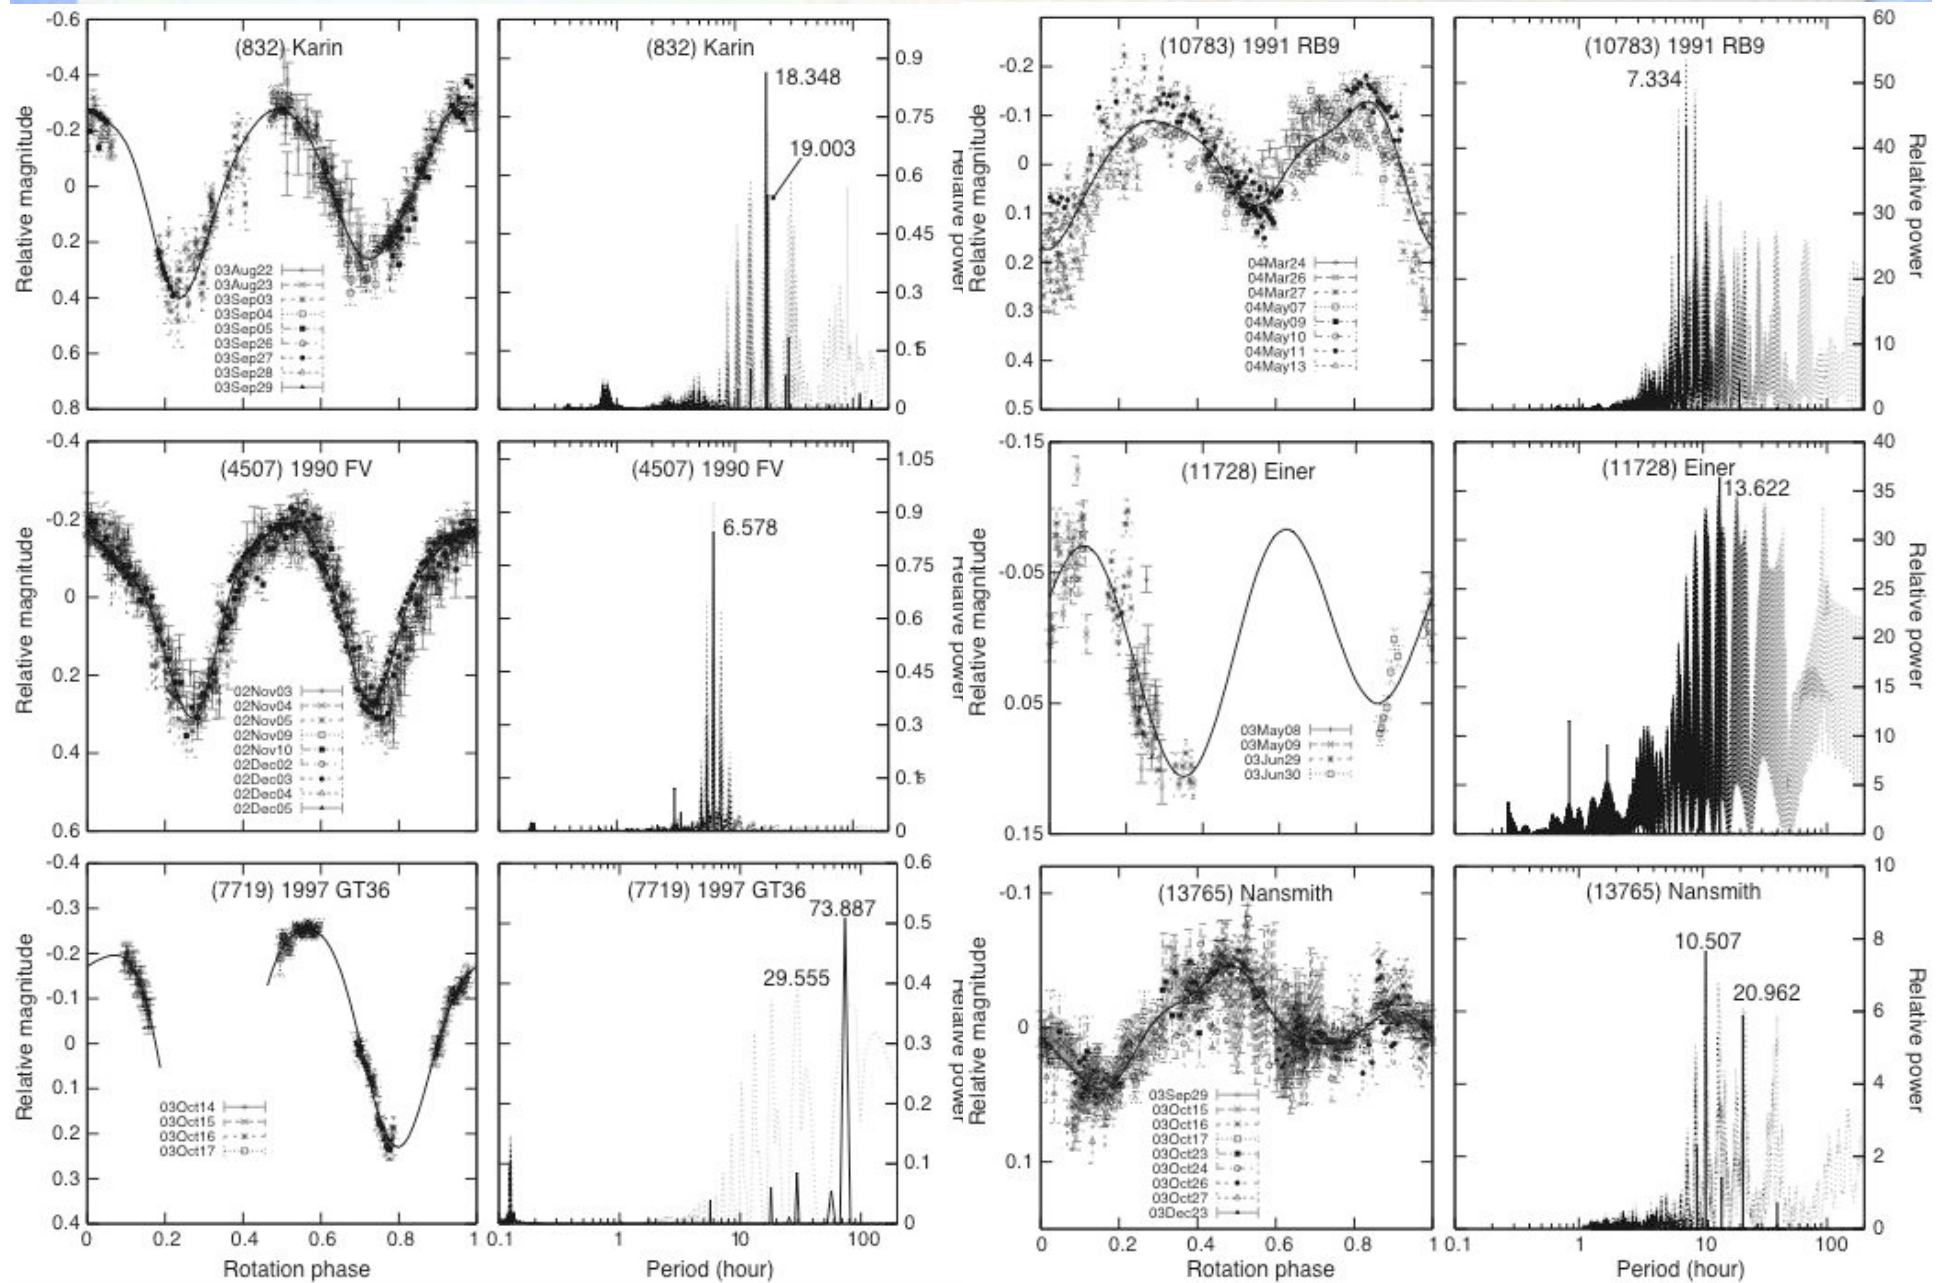 (832) Karin
Relative magnitude
-0.6
-0.4
-0.2
0
0.2
0.4
0.6
0.8
03Aug22
03Aug23
03Sep03
03Sep04
03Sep05
03Sep26
03Sep27
03Sep28
03Sep29
(832) Karin
18.348
19.003
0.9
0.75
0.6
0.45
0.3
0.15
0
Relative power
(10783) 1991 RB9
Relative magnitude
-0.2
-0.1
0
0.1
0.2
0.3
0.4
0.5
04Mar24
04Mar26
04Mar27
04May07
04May09
04May10
04May11
04May13
(10783) 1991 RB9
7.334
60
50
40
30
20
10
0
Relative power
(4507) 1990 FV
Relative magnitude
-0.4
-0.2
0
0.2
0.4
0.6
02Nov03
02Nov04
02Nov05
02Nov09
02Nov10
02Dec02
02Dec03
02Dec04
02Dec05
(4507) 1990 FV
6.578
1.05
0.9
0.75
0.6
0.45
0.3
0.15
0
Relative power
(11728) Einer
Relative magnitude
-0.15
-0.05
0.05
0.15
03May08
03May09
03Jun29
03Jun30
(11728) Einer
13.622
40
35
30
25
20
15
10
5
0
Relative power
(7719) 1997 GT36
Relative magnitude
-0.4
-0.3
-0.2
-0.1
0
0.1
0.2
0.3
0.4
03Oct14
03Oct15
03Oct16
03Oct17
0 0.2 0.4 0.6 0.8
Rotation phase
(7719) 1997 GT36
73.887
29.555
0.6
0.5
0.4
0.3
0.2
0.1
0
Relative power
0.1 1 10 100
Period (hour)
(13765) Nansmith
Relative magnitude
-0.1
0
0.1
03Sep29
03Oct15
03Oct16
03Oct17
03Oct23
03Oct24
03Oct26
03Oct27
03Dec23
0 0.2 0.4 0.6 0.8 1
Rotation phase
(13765) Nansmith
10.507
20.962
10
8
6
4
2
0
Relative power
0.1 1 10 100
Period (hour)